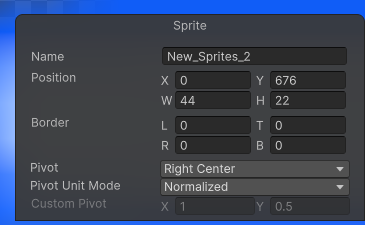 Sprite
Name New_Sprites_2
Position X 0 Y 676
W 44 H 22
Border L 0 T 0
R 0 B 0
Pivot Right Center
Pivot Unit Mode Normalized
Custom Pivot X 1 Y 0.5